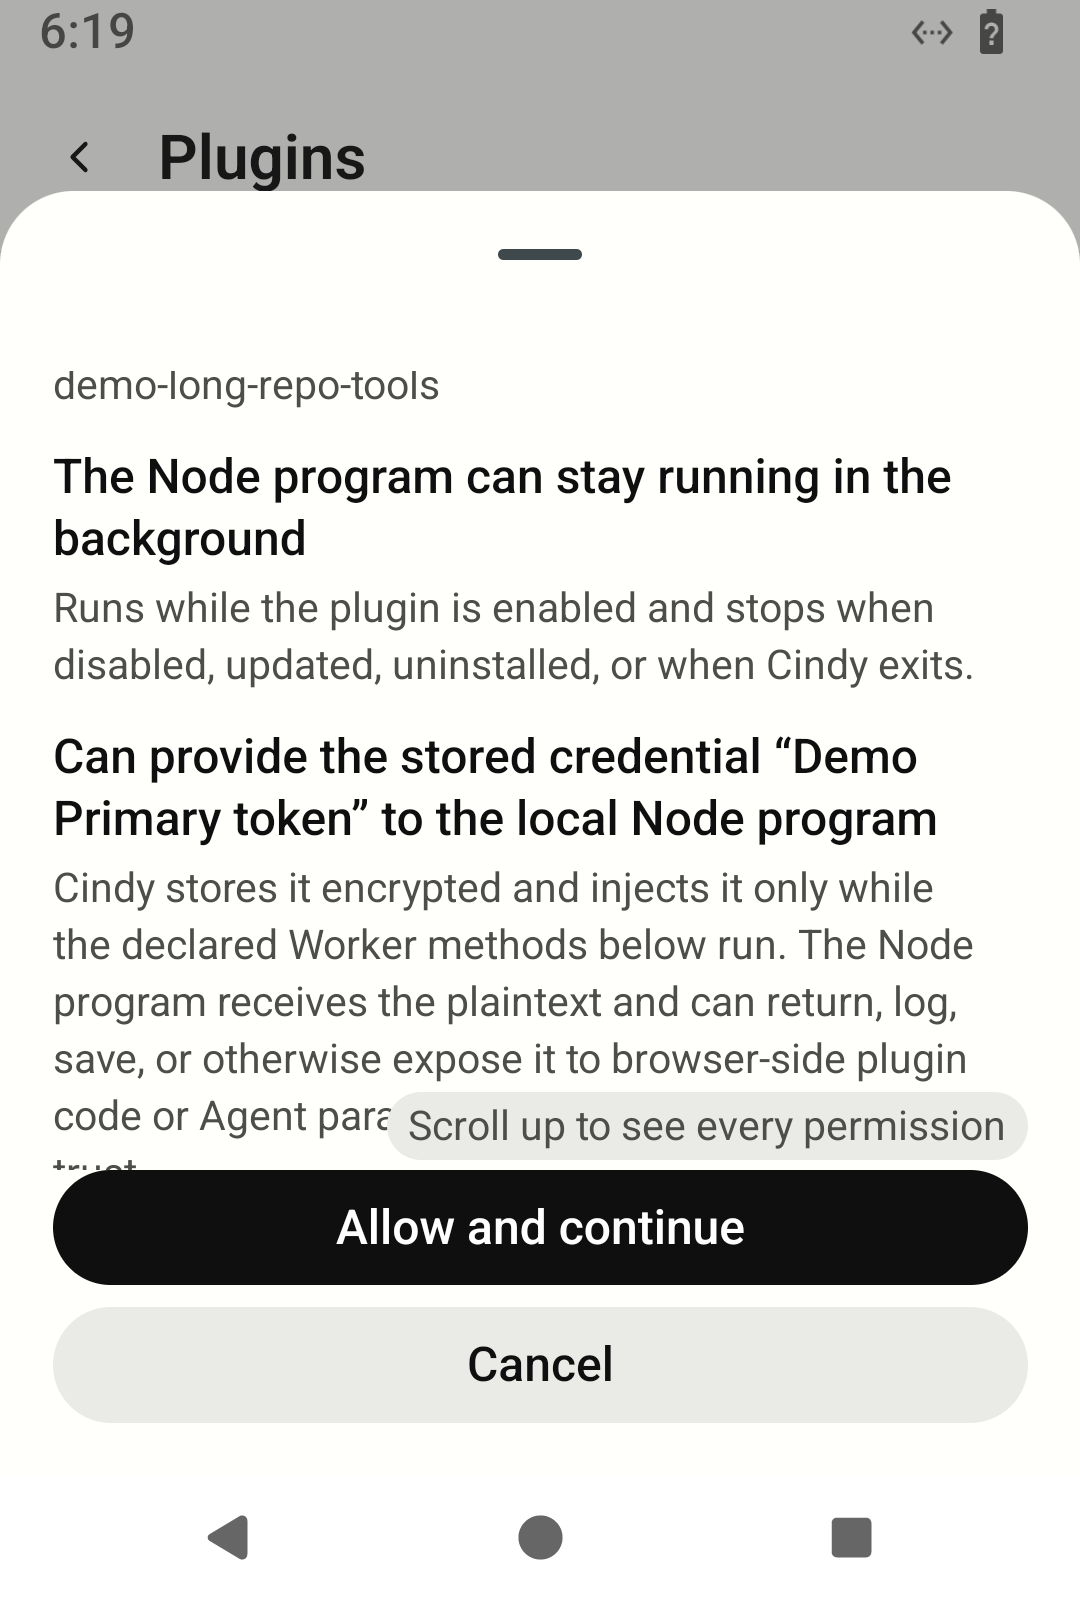 6:19
Plugins
demo-long-repo-tools
The Node program can stay running in the
background
Runs while the plugin is enabled and stops when
disabled, updated, uninstalled, or when Cindy exits.
Can provide the stored credential “Demo
Primary token” to the local Node program
Cindy stores it encrypted and injects it only while
the declared Worker methods below run. The Node
program receives the plaintext and can return, log,
save, or otherwise expose it to browser-side plugin
code or Agent para
Scroll up to see every permission
trust
Allow and continue
Cancel